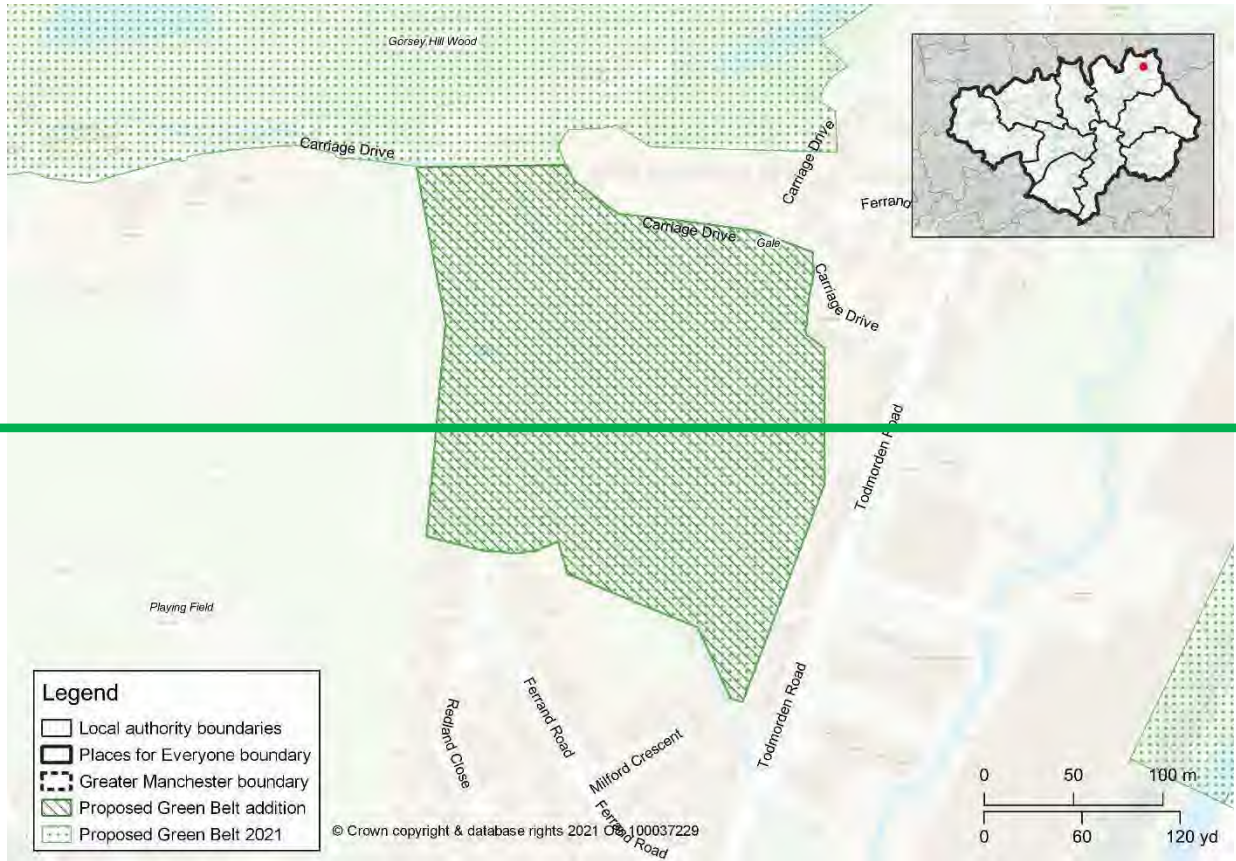 Gorsey Hill Wood
Carriage Drive
Carriage Drive
Ferrand
Carriage Drive
Gale
Carriage Drive
Todmorden Road
Playing Field
Redland Close
Ferrand Road
Milford Crescent
Ferrand Road
Todmorden Road
Legend
Local authority boundaries
Places for Everyone boundary
Greater Manchester boundary
Proposed Green Belt addition
Proposed Green Belt 2021
© Crown copyright & database rights 2021 100037229
0 50 100 m
0 60 120 yd